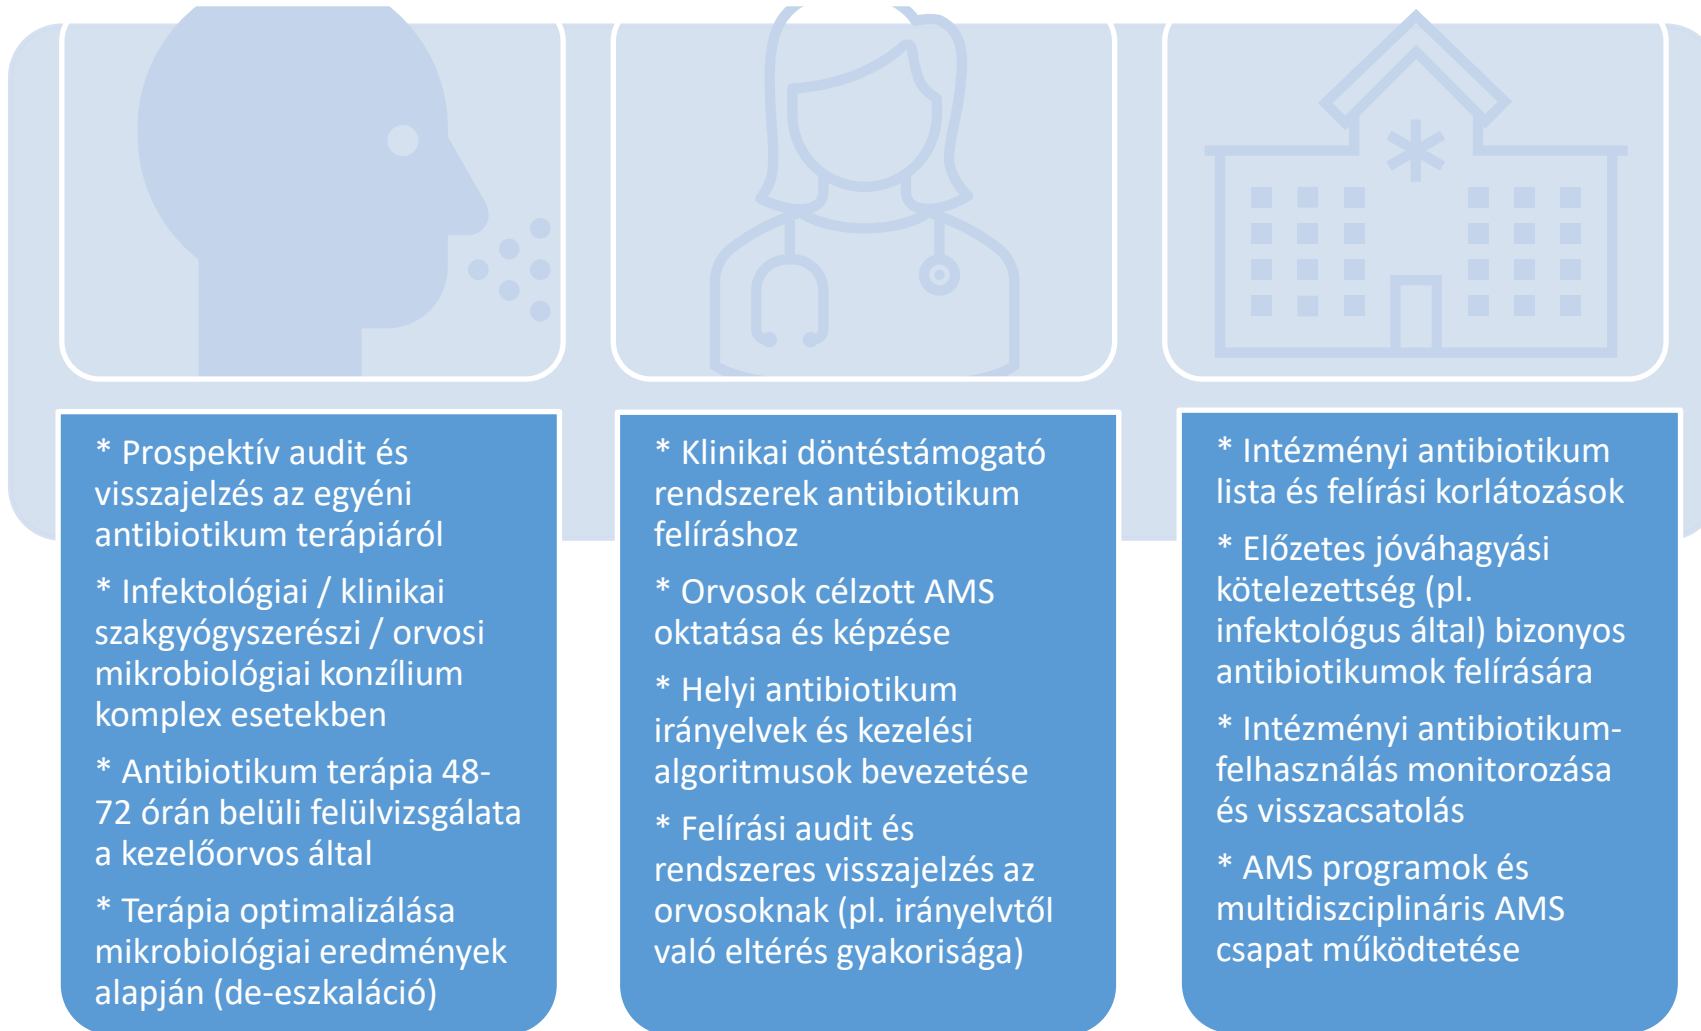 * Prospektív audit és
visszajelzés az egyéni
antibiotikum terápiáról
* Infektológiai / klinikai
szakgyógyszerészi / orvosi
mikrobiológiai konzílium
komplex esetekben
* Antibiotikum terápia 48-
72 órán belüli felülvizsgálata
a kezelőorvos által
* Terápia optimalizálása
mikrobiológiai eredmények
alapján (de-eszkaláció)
* Klinikai döntéstámogató
rendszerek antibiotikum
felíráshoz
* Orvosok célzott AMS
oktatása és képzése
* Helyi antibiotikum
irányelvek és kezelési
algoritmusok bevezetése
* Felírási audit és
rendszeres visszajelzés az
orvosoknak (pl. irányelvtől
való eltérés gyakorisága)
* Intézményi antibiotikum
lista és felírási korlátozások
* Előzetes jóváhagyási
kötelezettség (pl.
infektológus által) bizonyos
antibiotikumok felírására
* Intézményi antibiotikum-
felhasználás monitorozása
és visszacsatolás
* AMS programok és
multidiszciplináris AMS
csapat működtetése